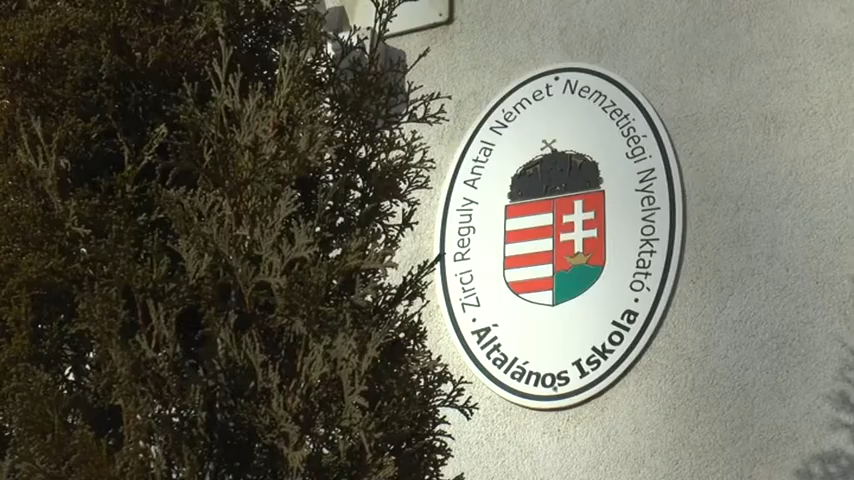 Zirci Reguly Antal Német Nemzetiségi Nyelvoktató
· Általános Iskola ·